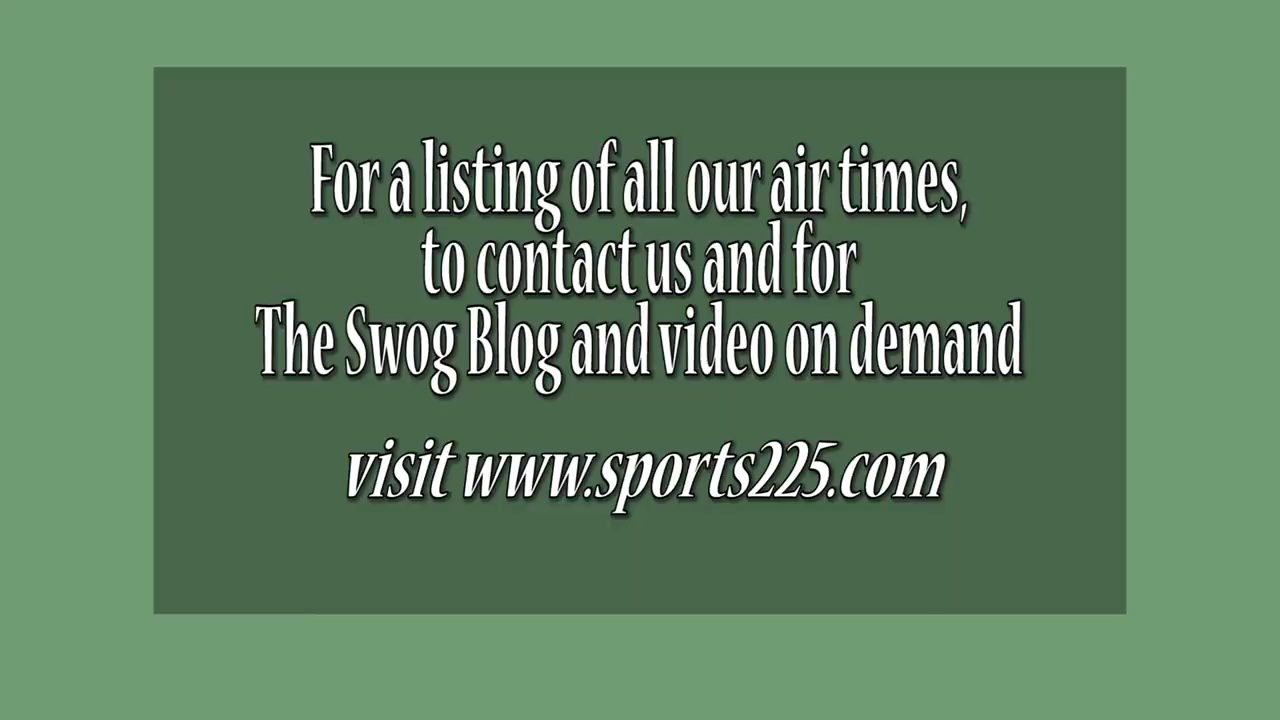 For a listing of all our air times,
to contact us and for
The Swog Blog and video on demand
visit www.sports225.com